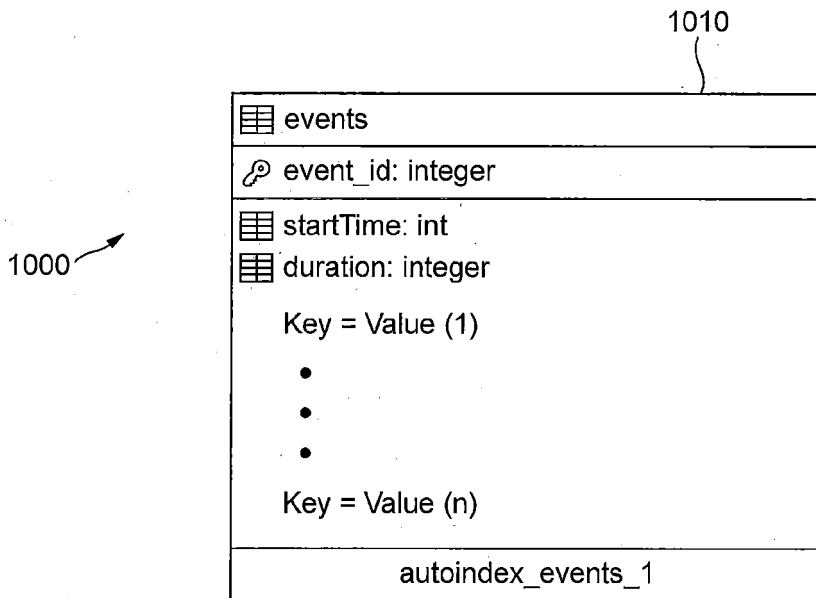 1010
events
event_id: integer
1000
startTime: int
duration: integer
Key = Value (1)
Key = Value (n)
autoindex_events_1